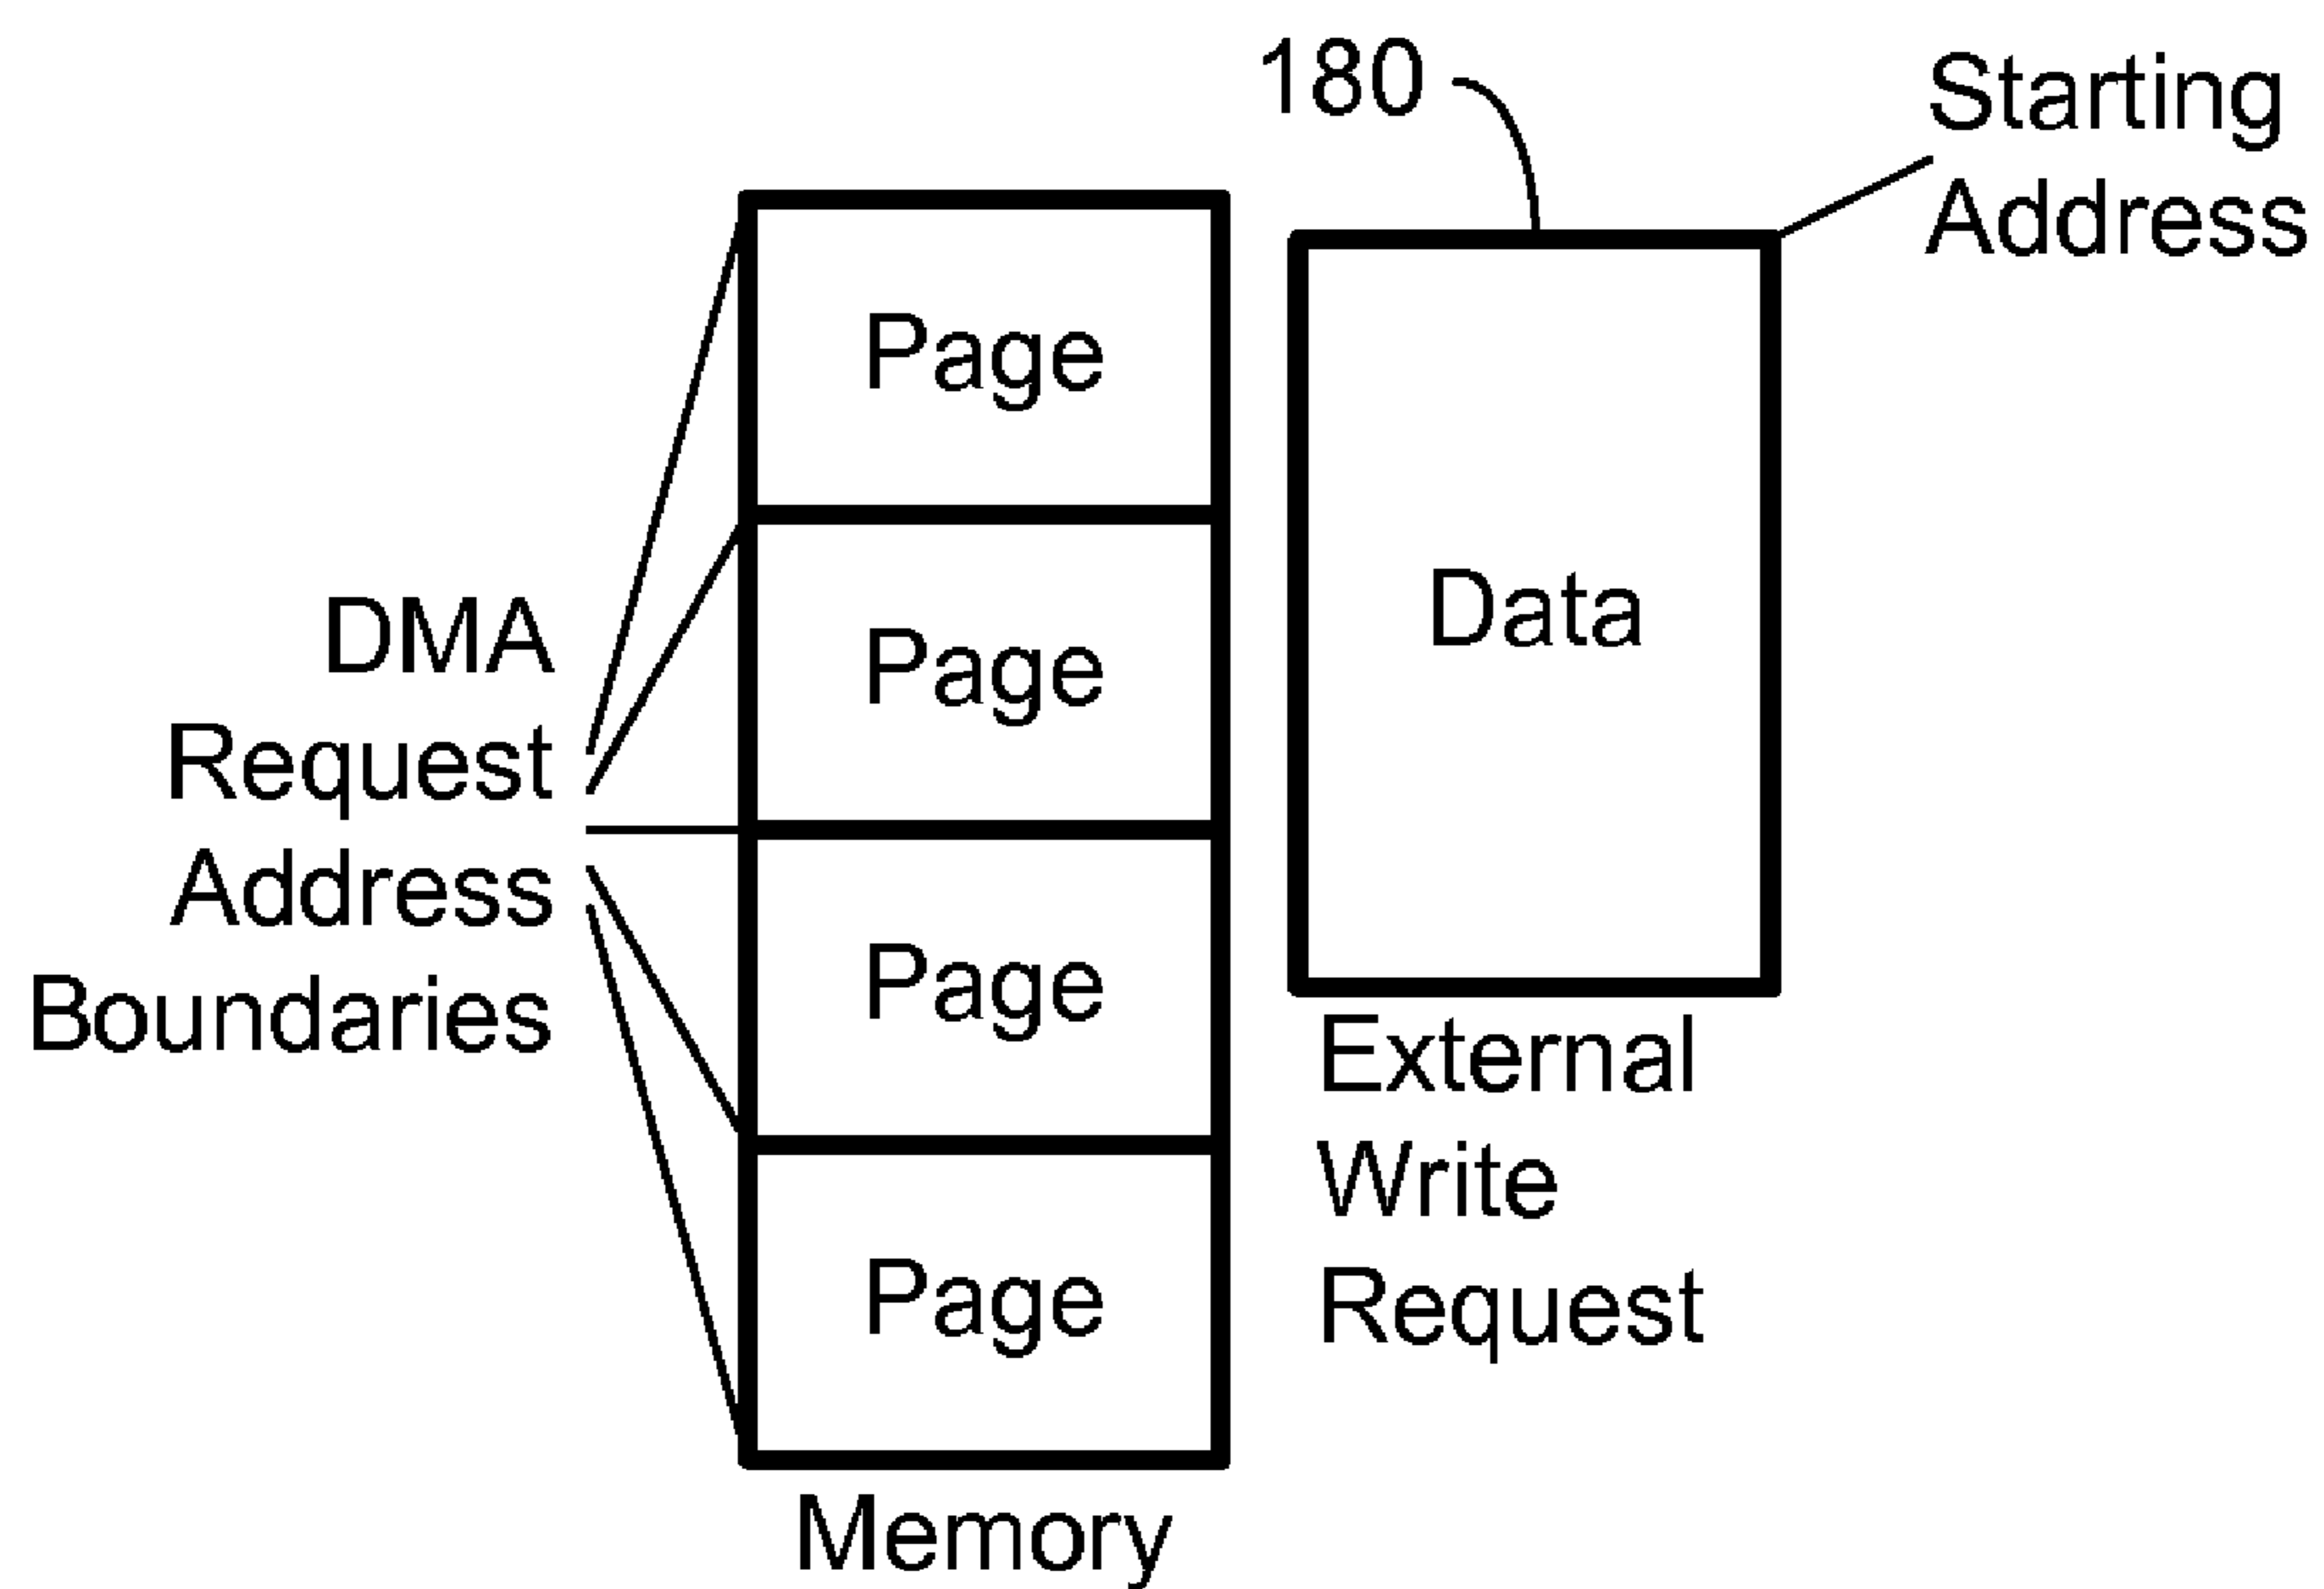 180
Starting
Address
Page
Page
Page
Page
Data
DMA
Request
Address
Boundaries
External
Write
Request
Memory